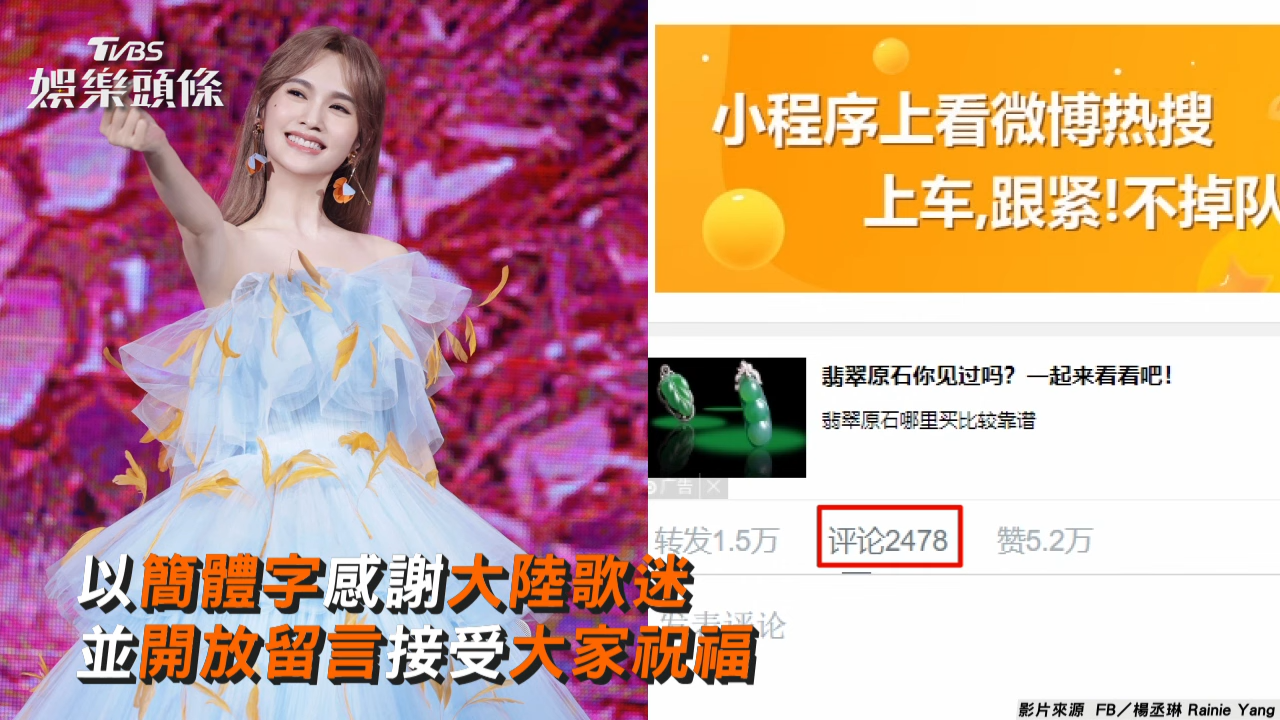 TVBS
娛樂頭條
小程序上看微博热搜
上车,跟紧!不掉队
翡翠原石你见过吗？一起来看看吧！
翡翠原石哪里买比较靠谱
广告
转发1.5万
评论2478
赞5.2万
发表评论
以簡體字感謝大陸歌迷
並開放留言接受大家祝福
影片來源 FB／楊丞琳 Rainie Yang